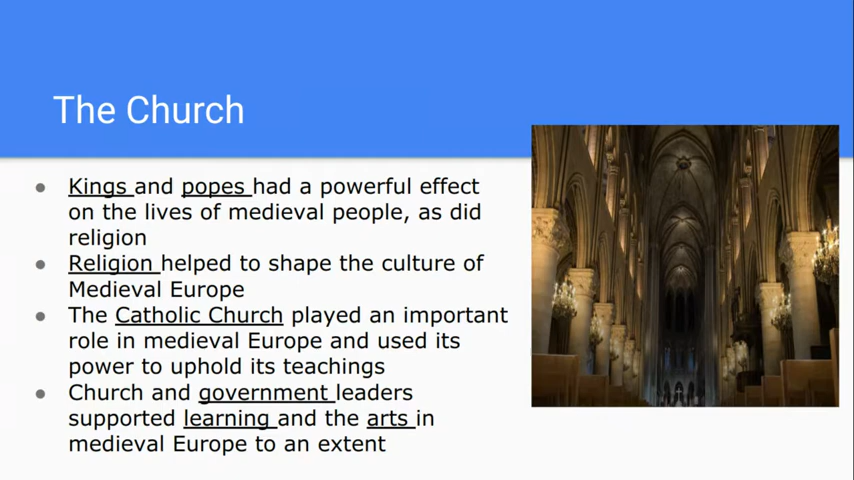 The Church
● Kings and popes had a powerful effect
on the lives of medieval people, as did
religion
● Religion helped to shape the culture of
Medieval Europe
● The Catholic Church played an important
role in medieval Europe and used its
power to uphold its teachings
● Church and government leaders
supported learning and the arts in
medieval Europe to an extent